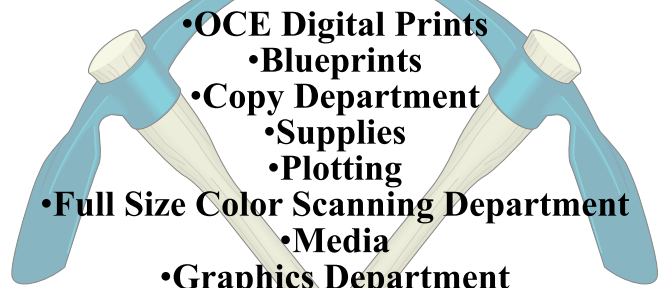 •OCE Digital Prints
•Blueprints
•Copy Department
•Supplies
•Plotting
•Full Size Color Scanning Department
•Media
•Graphics Department